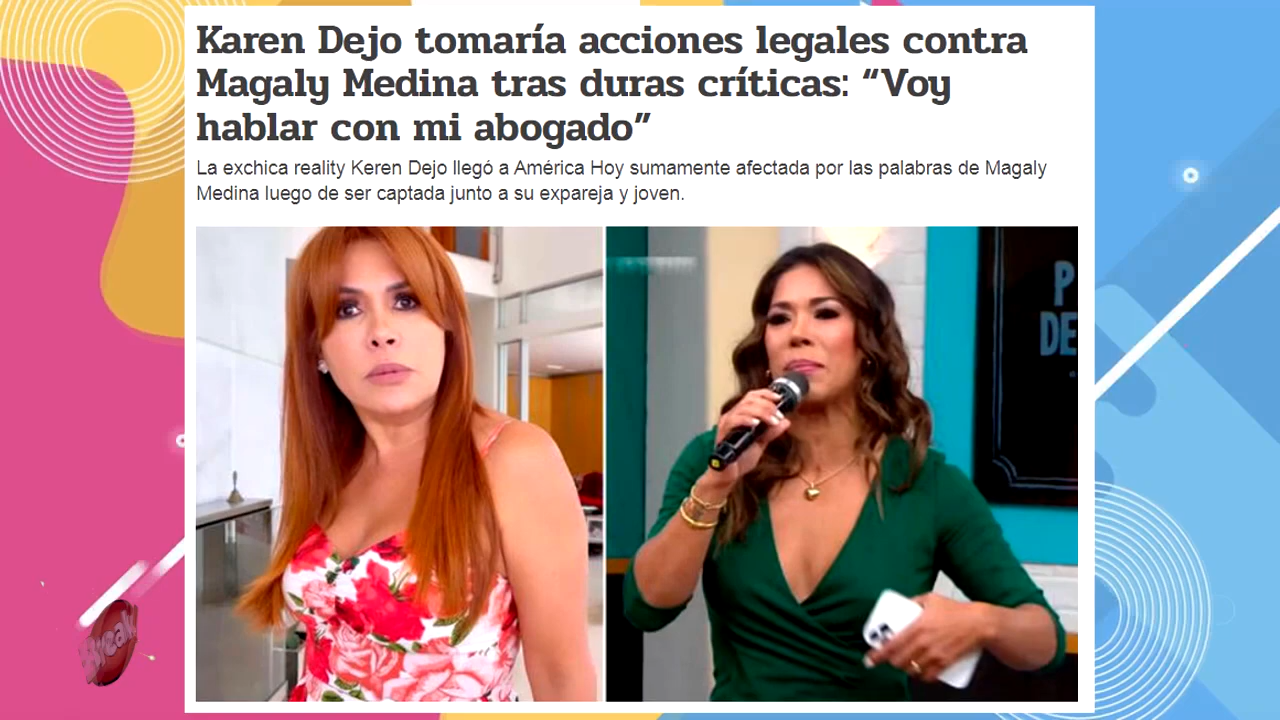 Karen Dejo tomaría acciones legales contra
Magaly Medina tras duras críticas: “Voy
hablar con mi abogado”
La exchica reality Keren Dejo llegó a América Hoy sumamente afectada por las palabras de Magaly
Medina luego de ser captada junto a su expareja y joven.
P
DE
Break